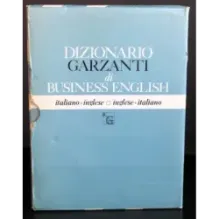 DIZIONARIO
GARZANTI
di
BUSINESS ENGLISH
italiano-inglese ○ inglese-italiano